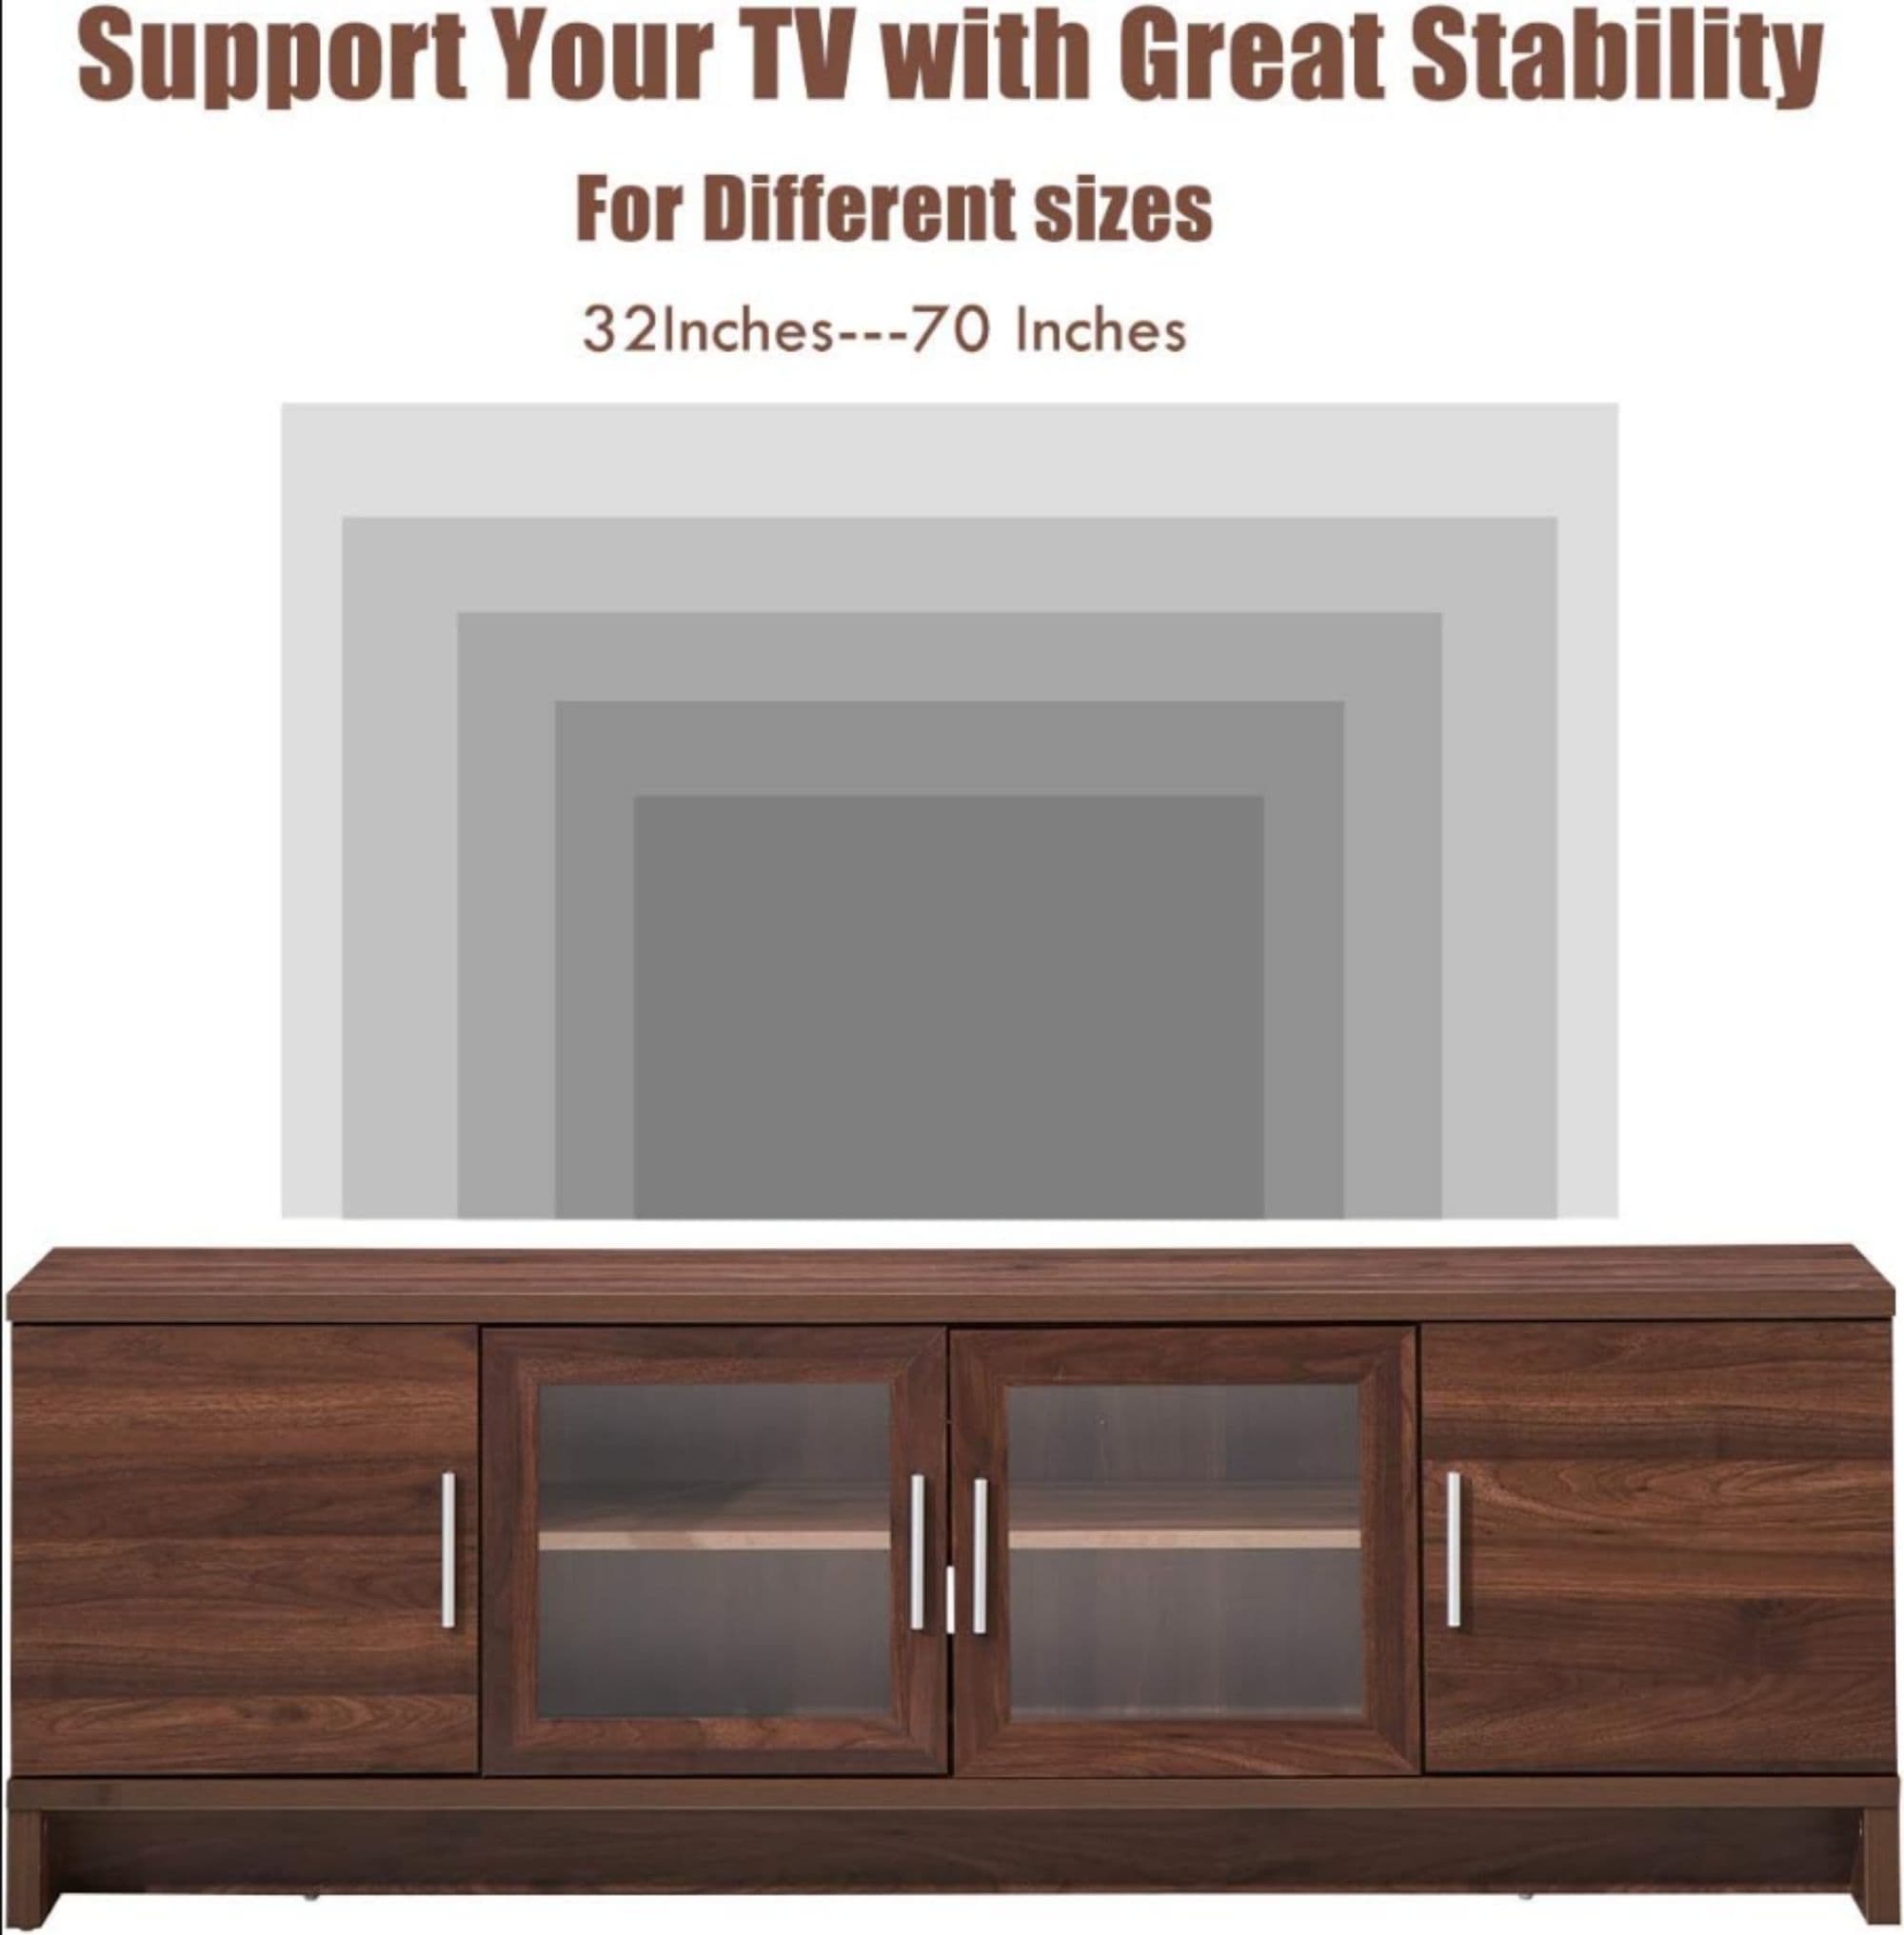 Support Your TV with Great Stability
For Different sizes
32Inches---70 Inches